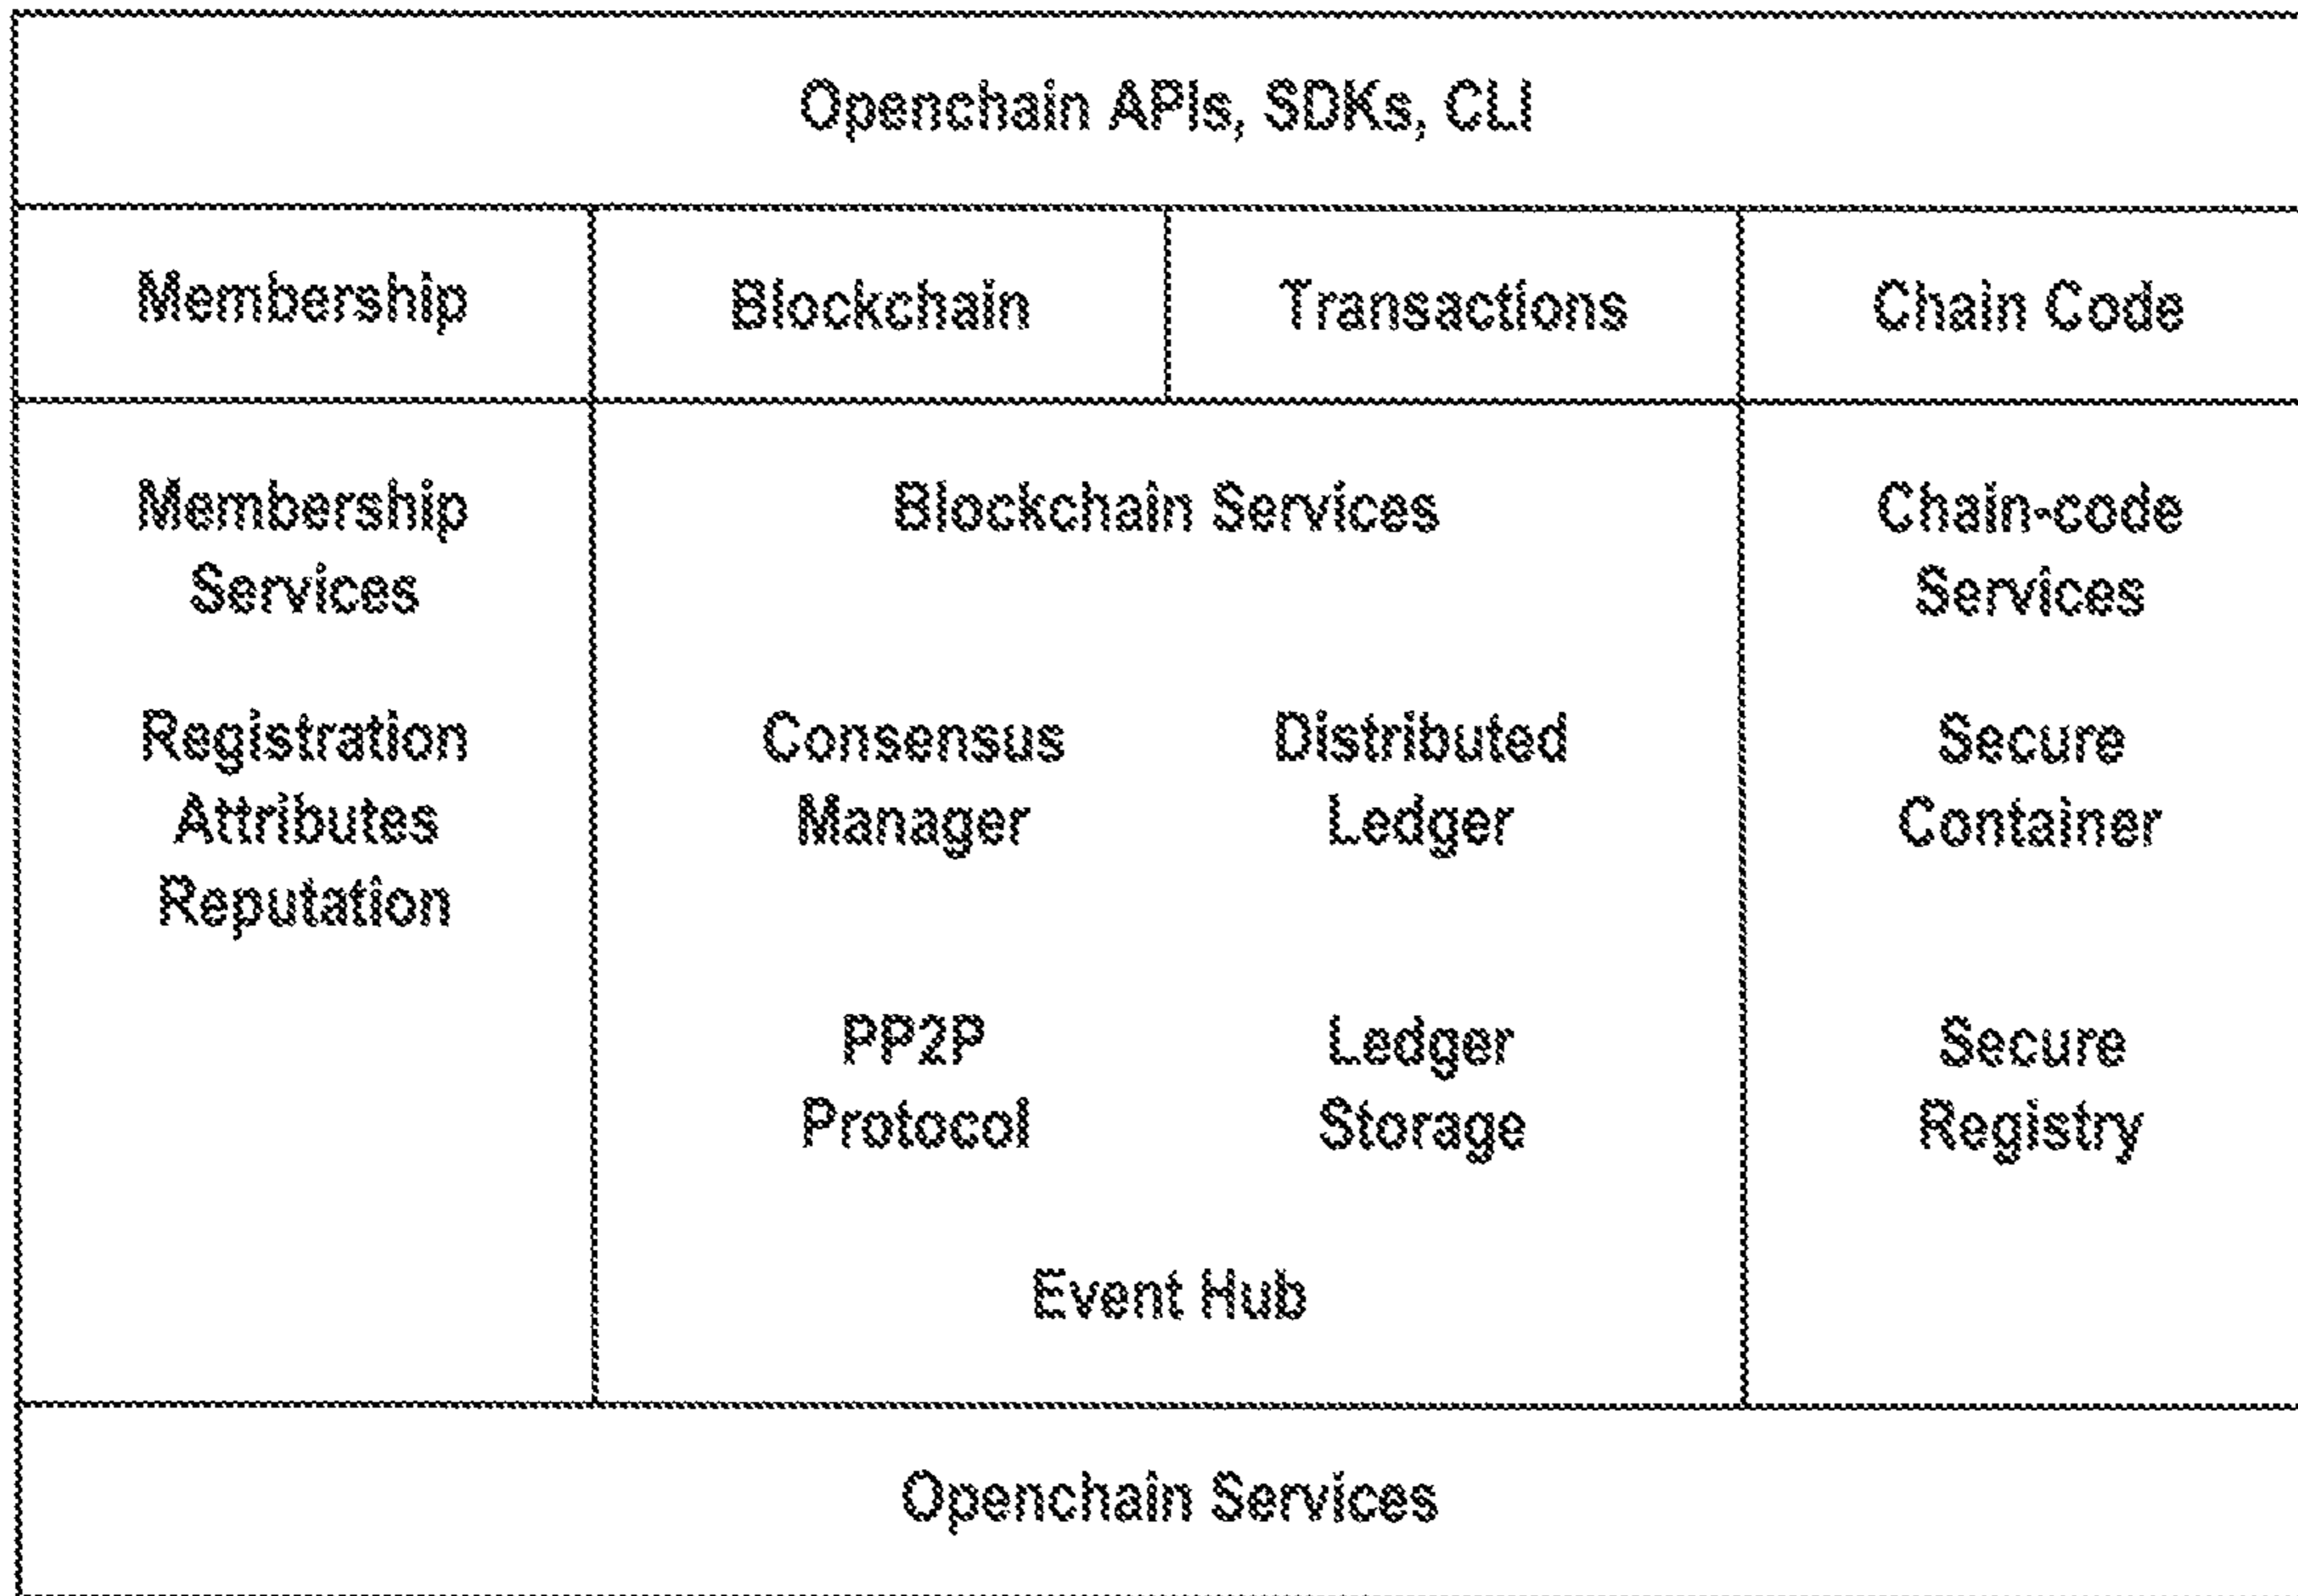 Openchain APIs, SDKs, CLI
Membership
Blockchain
Transactions
Chain Code
Membership
Services
Registration
Attributes
Reputation
Blockchain Services
Consensus
Manager
Distributed
Ledger
PP2P
Protocol
Ledger
Storage
Event Hub
Chain-code
Services
Secure
Container
Secure
Registry
Openchain Services